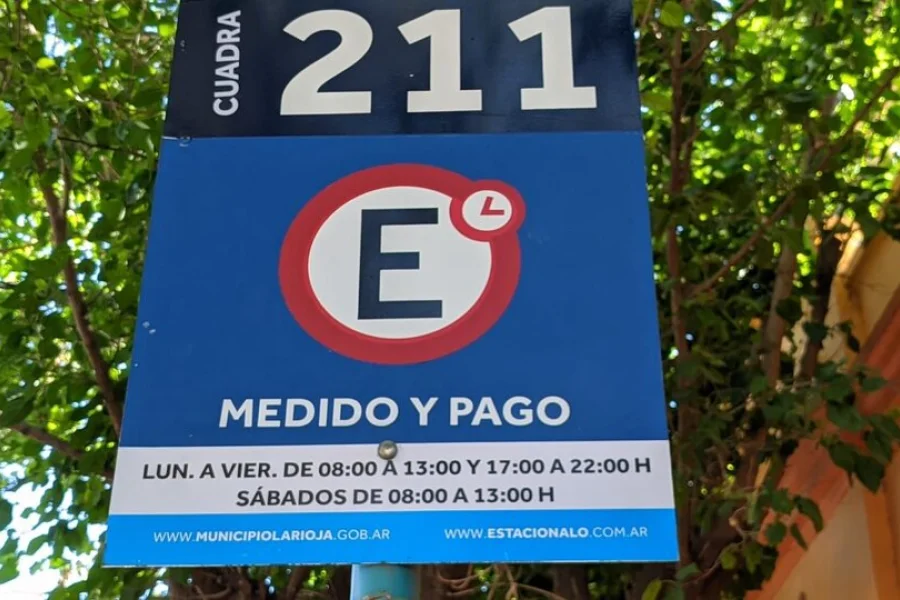 CUADRA 211
E
MEDIDO Y PAGO
LUN. A VIER. DE 08:00 A 13:00 Y 17:00 A 22:00 H
SÁBADOS DE 08:00 A 13:00 H
WWW.MUNICIPIOLARIOJA.GOB.AR WWW.ESTACIONALO.COM.AR